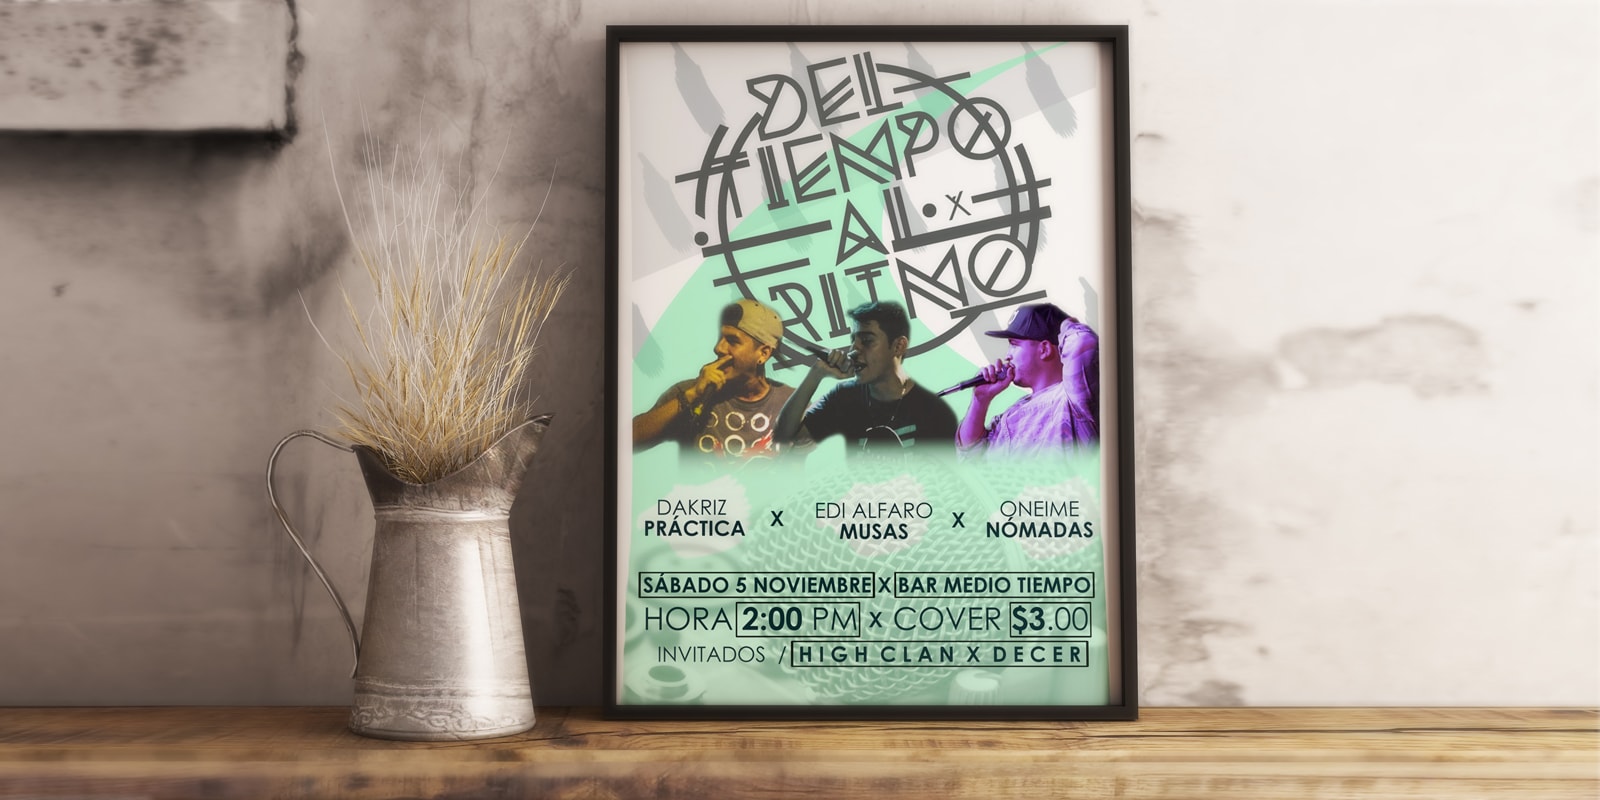 DEL
TIEMPO
AL x
RITMO
DAKRIZ
PRÁCTICA
X
EDI ALFARO
MUSAS
X
ONEIME
NÓMADAS
SÁBADO 5 NOVIEMBRE X BAR MEDIO TIEMPO
HORA 2:00 PM x COVER $3.00
INVITADOS / HIGH CLAN X DECER